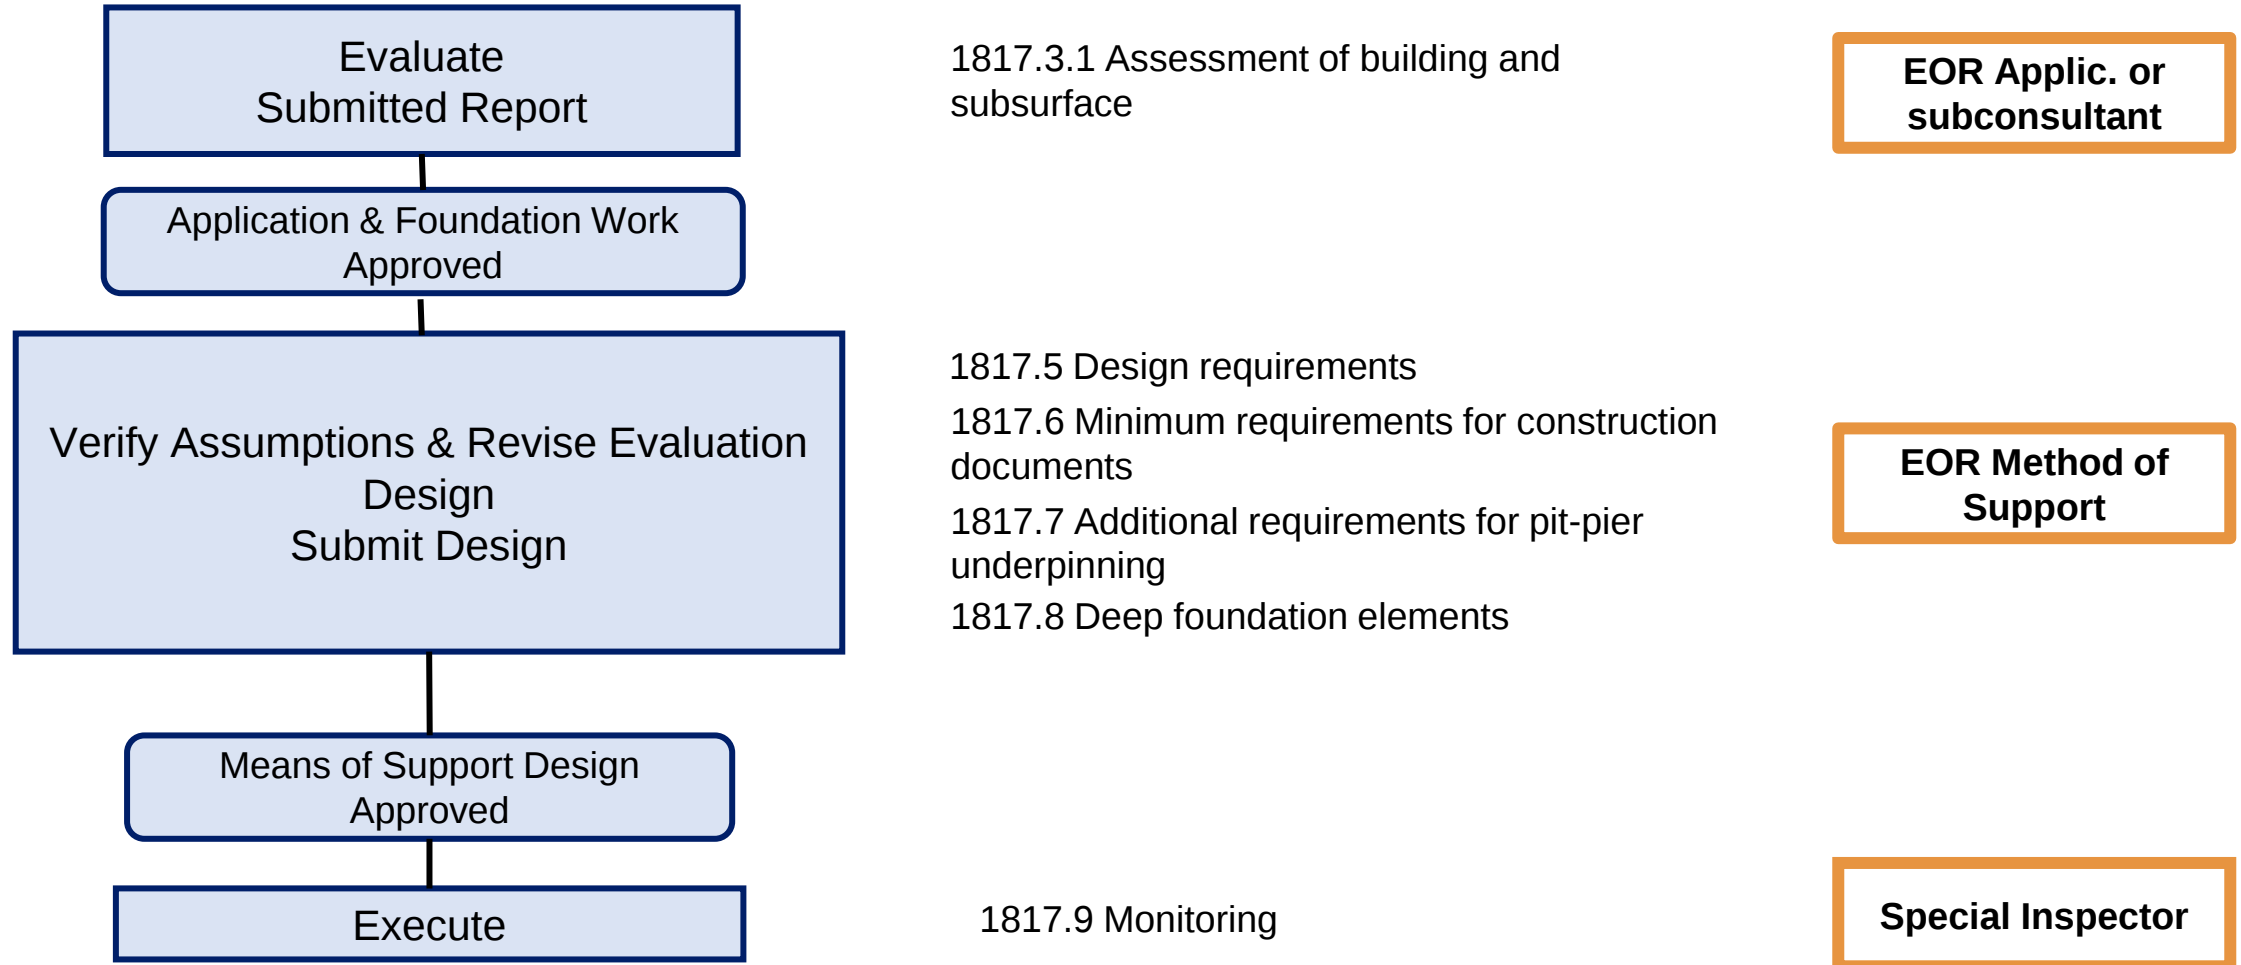 Evaluate
Submitted Report
1817.3.1 Assessment of building and
subsurface
EOR Applic. or
subconsultant
Application & Foundation Work
Approved
Verify Assumptions & Revise Evaluation
Design
Submit Design
1817.5 Design requirements
1817.6 Minimum requirements for construction
documents
1817.7 Additional requirements for pit-pier
underpinning
1817.8 Deep foundation elements
EOR Method of
Support
Means of Support Design
Approved
Execute
1817.9 Monitoring
Special Inspector